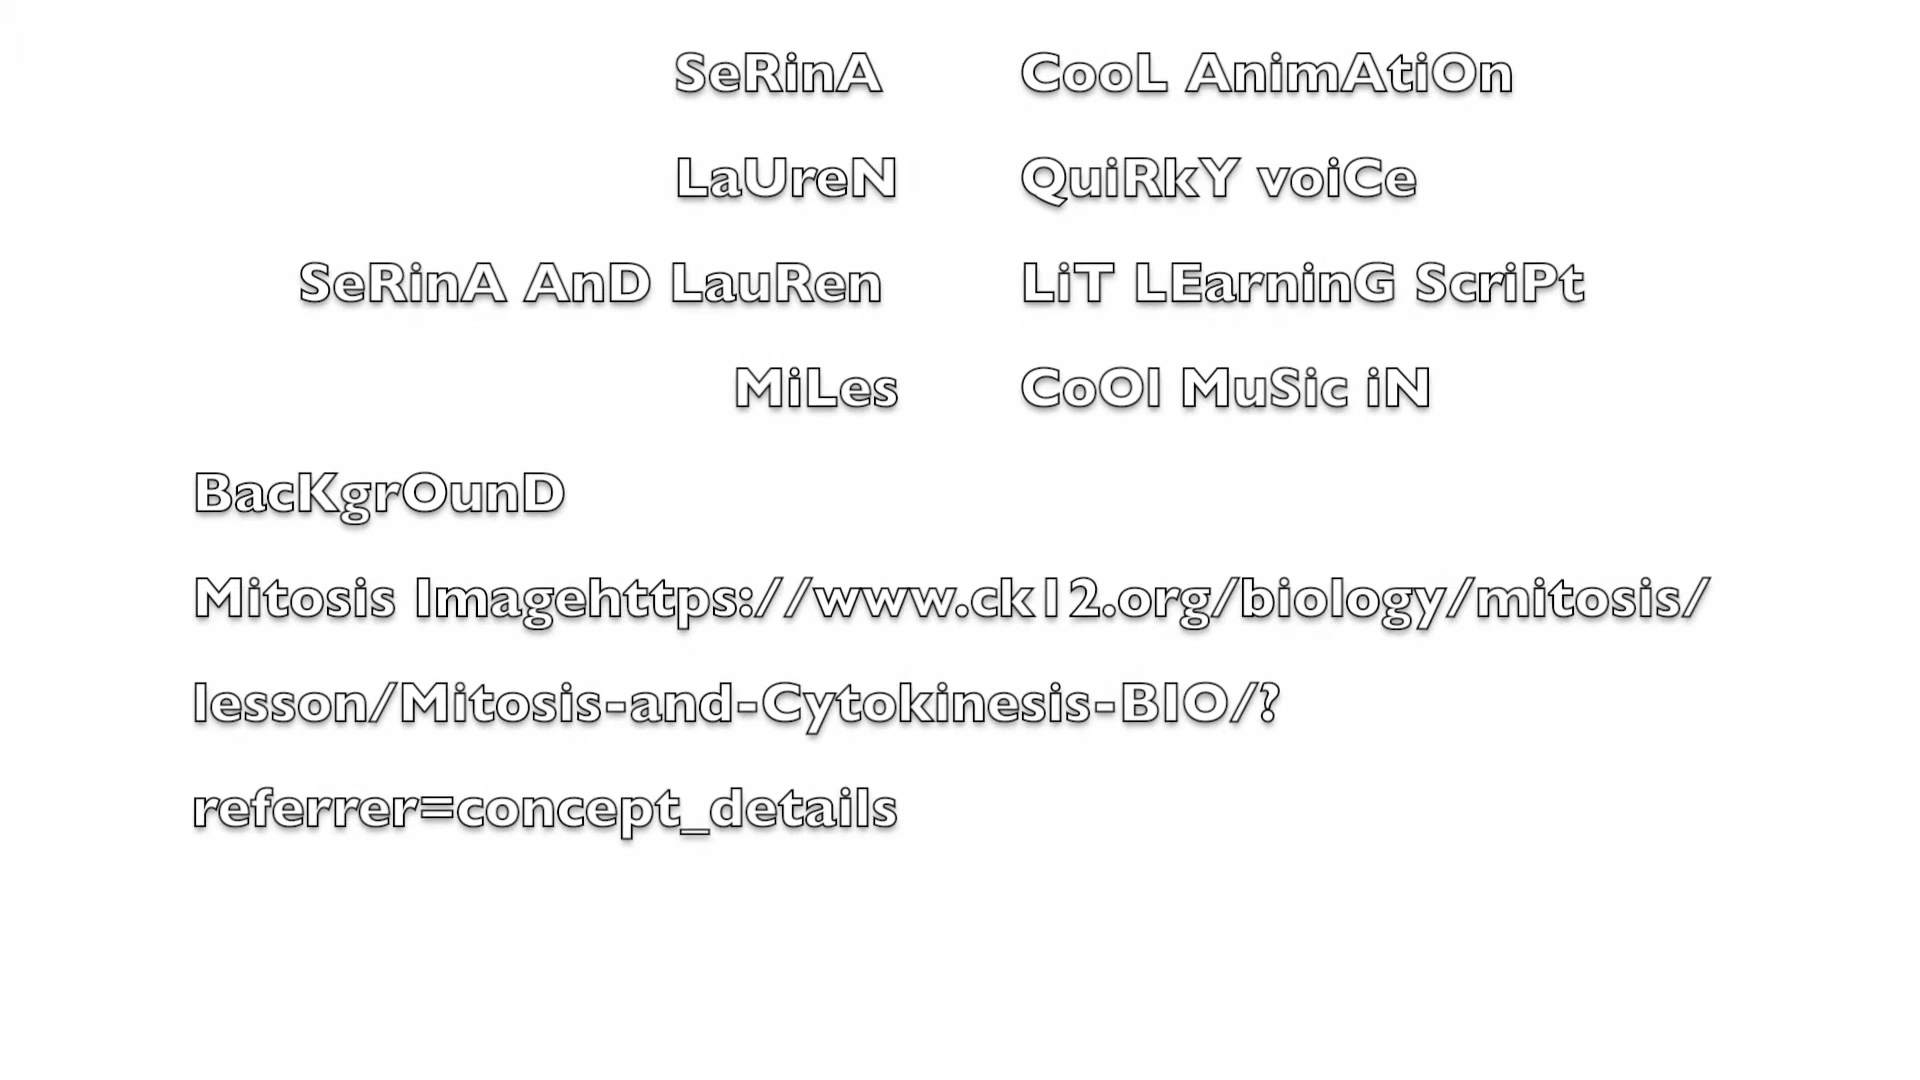 SeRinA CooL AnimAtiOn
LaUreN QuiRkY voiCe
SeRinA AnD LauRen LiT LEarninG ScriPt
MiLes CoOl MuSic iN
BacKgrOunD
Mitosis Imagehttps://www.ck12.org/biology/mitosis/
lesson/Mitosis-and-Cytokinesis-BIO/?
referrer=concept_details